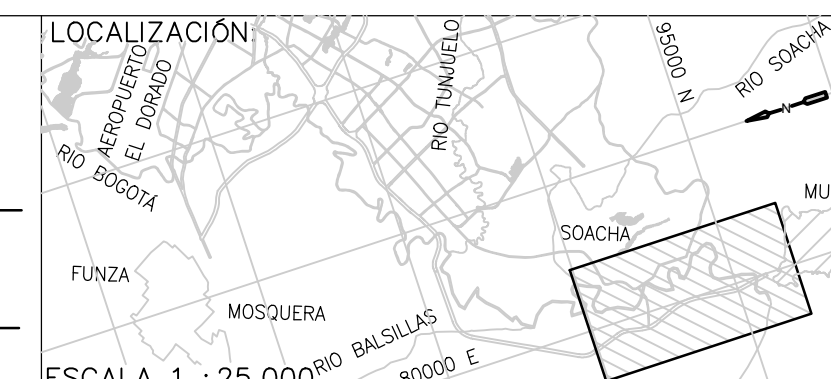 LOCALIZACIÓN:
AEROPUERTO
EL DORADO
RIO TUNJUELO
95000 N
RIO SOACHA
N
RIO BOGOTÁ
MU
SOACHA
FUNZA
MOSQUERA
RIO BALSILLAS
80000 E
ESCALA 1 : 25.000